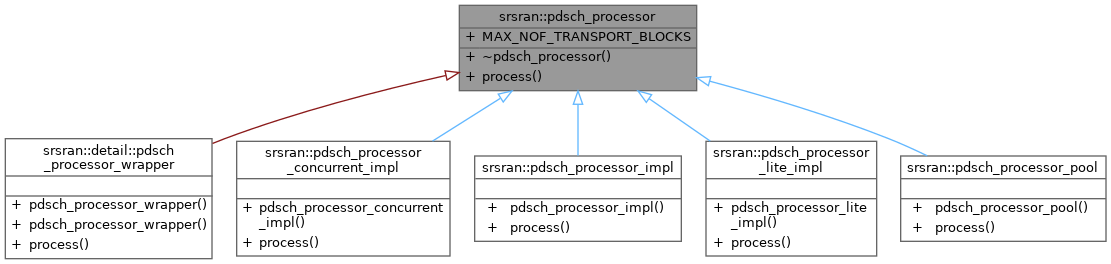 srsran::pdsch_processor
+ MAX_NOF_TRANSPORT_BLOCKS
+ ~pdsch_processor()
+ process()
srsran::detail::pdsch
_processor_wrapper
+ pdsch_processor_wrapper()
+ pdsch_processor_wrapper()
+ process()
srsran::pdsch_processor
_concurrent_impl
+ pdsch_processor_concurrent
_impl()
+ process()
srsran::pdsch_processor_impl
+ pdsch_processor_impl()
+ process()
srsran::pdsch_processor
_lite_impl
+ pdsch_processor_lite
_impl()
+ process()
srsran::pdsch_processor_pool
+ pdsch_processor_pool()
+ process()